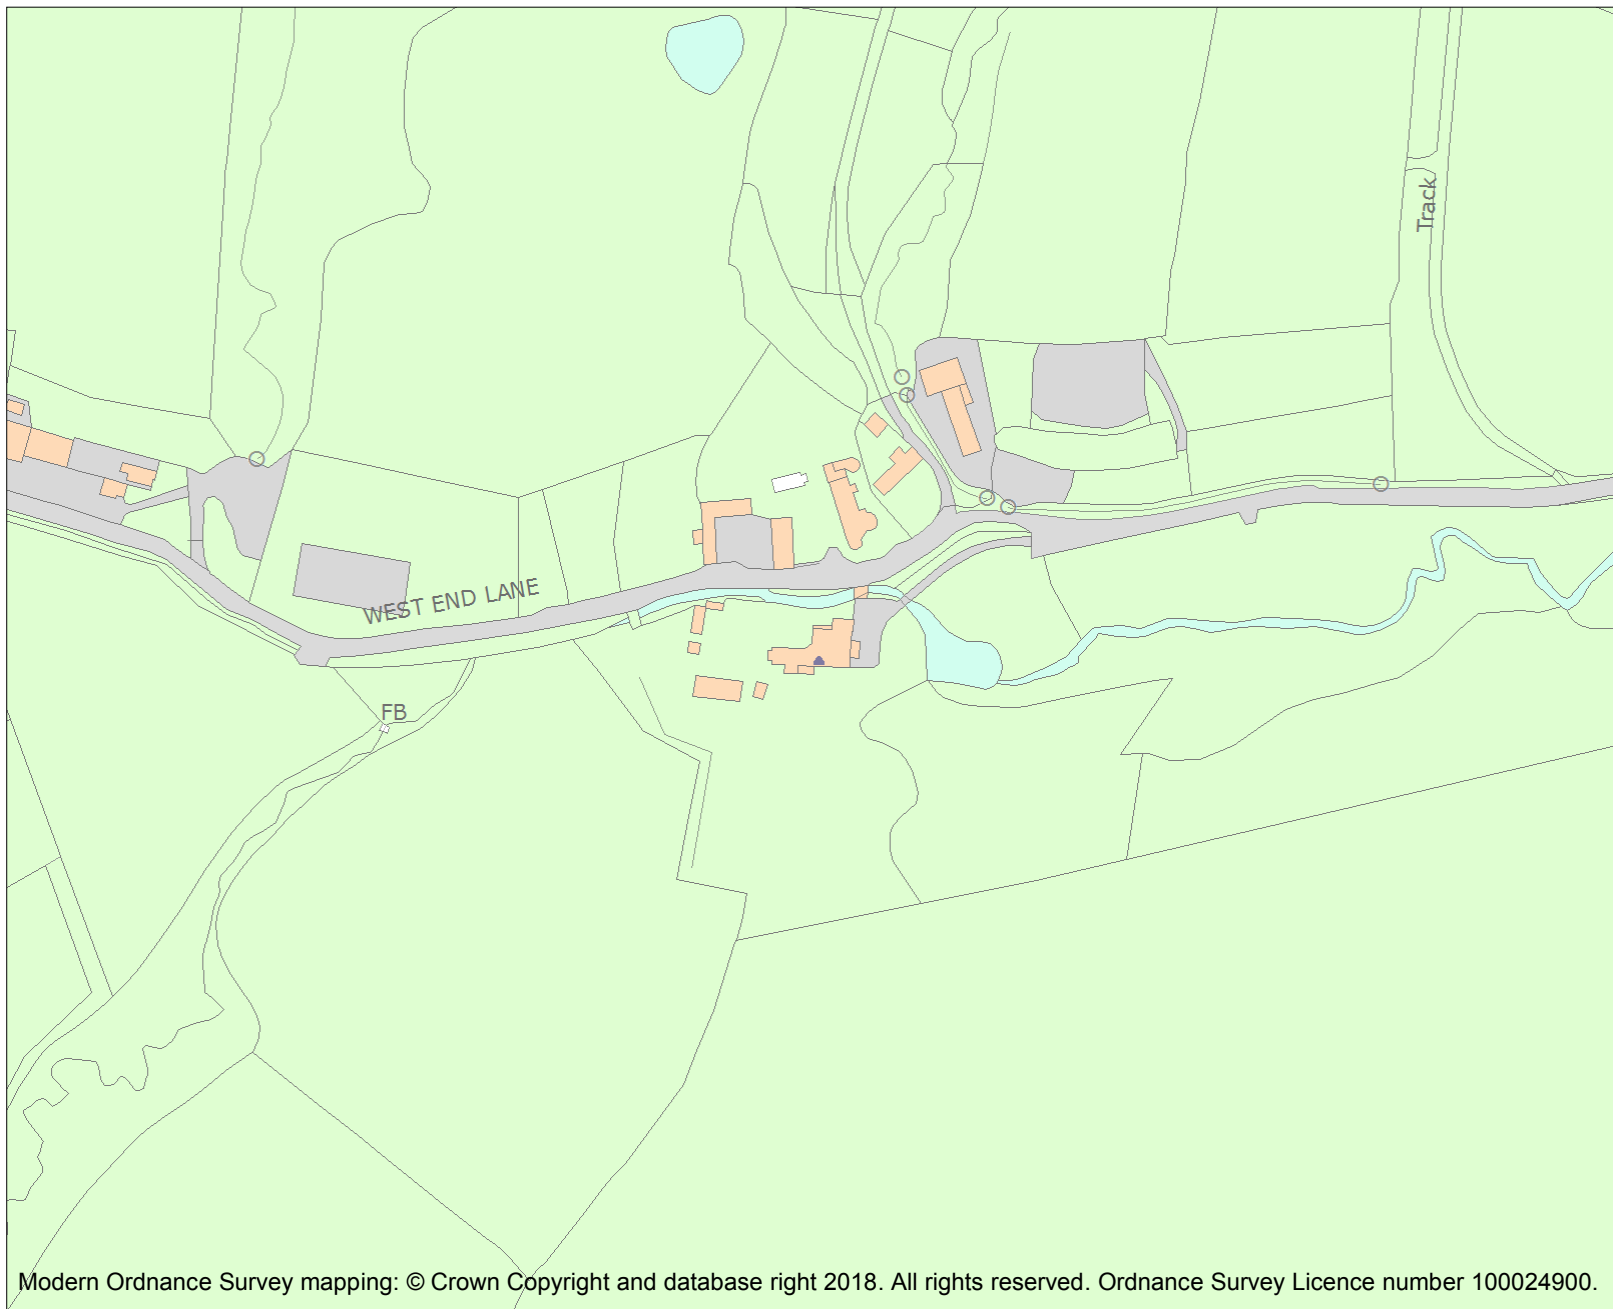 Track
WEST END LANE
FB
Modern Ordnance Survey mapping: © Crown Copyright and database right 2018. All rights reserved. Ordnance Survey Licence number 100024900.